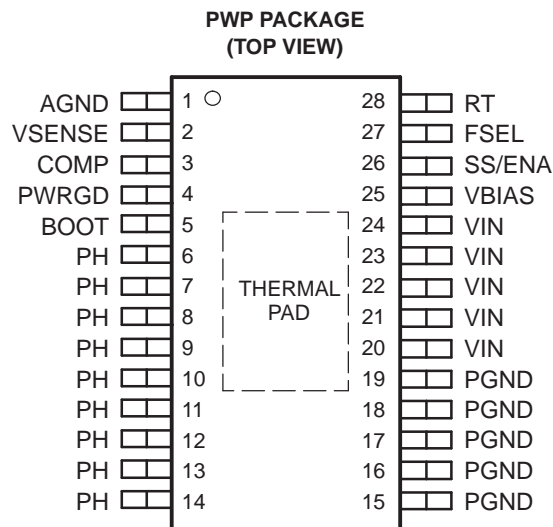 PWP PACKAGE
(TOP VIEW)
AGND 1 28 RT
VSENSE 2 27 FSEL
COMP 3 26 SS/ENA
PWRGD 4 25 VBIAS
BOOT 5 24 VIN
PH 6 23 VIN
PH 7 THERMAL 22 VIN
PH 8 PAD 21 VIN
PH 9 20 VIN
PH 10 19 PGND
PH 11 18 PGND
PH 12 17 PGND
PH 13 16 PGND
PH 14 15 PGND